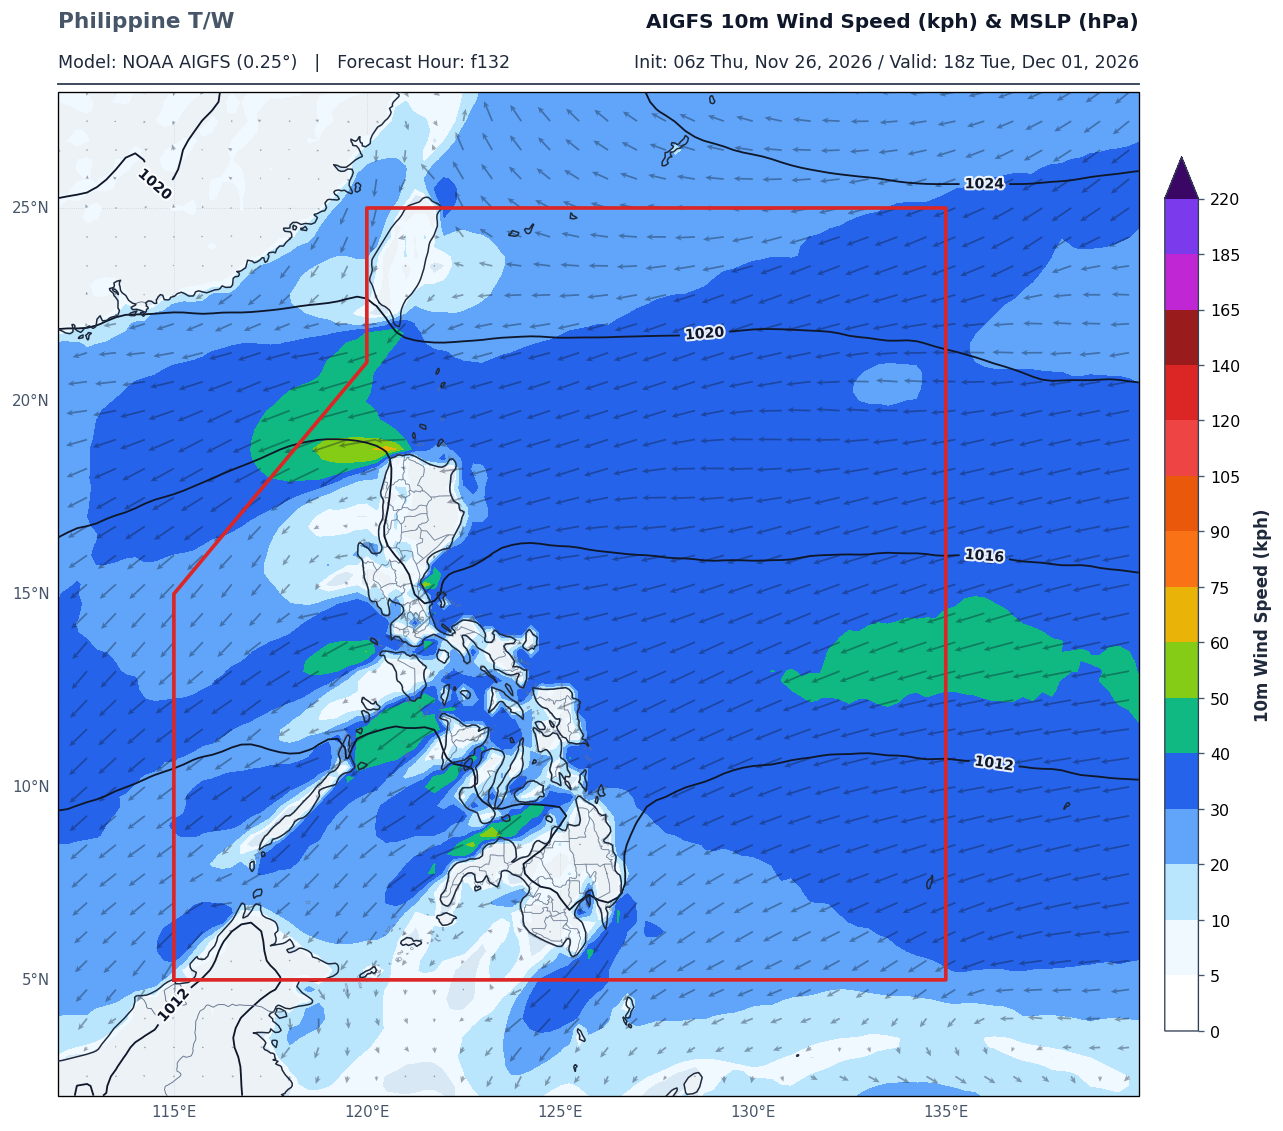 Philippine T/W
AIGFS 10m Wind Speed (kph) & MSLP (hPa)
Model: NOAA AIGFS (0.25°) | Forecast Hour: f132
Init: 06z Thu, Nov 26, 2026 / Valid: 18z Tue, Dec 01, 2026
1020
1024
25°N
1020
20°N
1016
15°N
1012
10°N
5°N
1012
115°E
120°E
125°E
130°E
135°E
220
185
165
140
120
105
90
75
60
50
40
30
20
10
5
0
10m Wind Speed (kph)